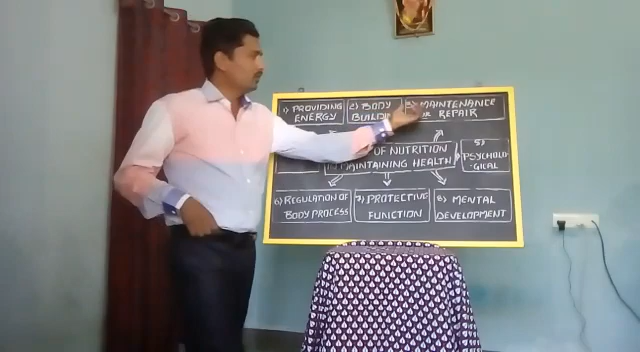 1) PROVIDING
ENERGY
2) BODY
3) MAINTENANCE
REPAIR
OF NUTRITION
IN MAINTAINING HEALTH
5)
PSYCHOLO
-GICAL
6) REGULATION OF
BODY PROCESS
7) PROTECTIVE
FUNCTION
8) MENTAL
DEVELOPMENT